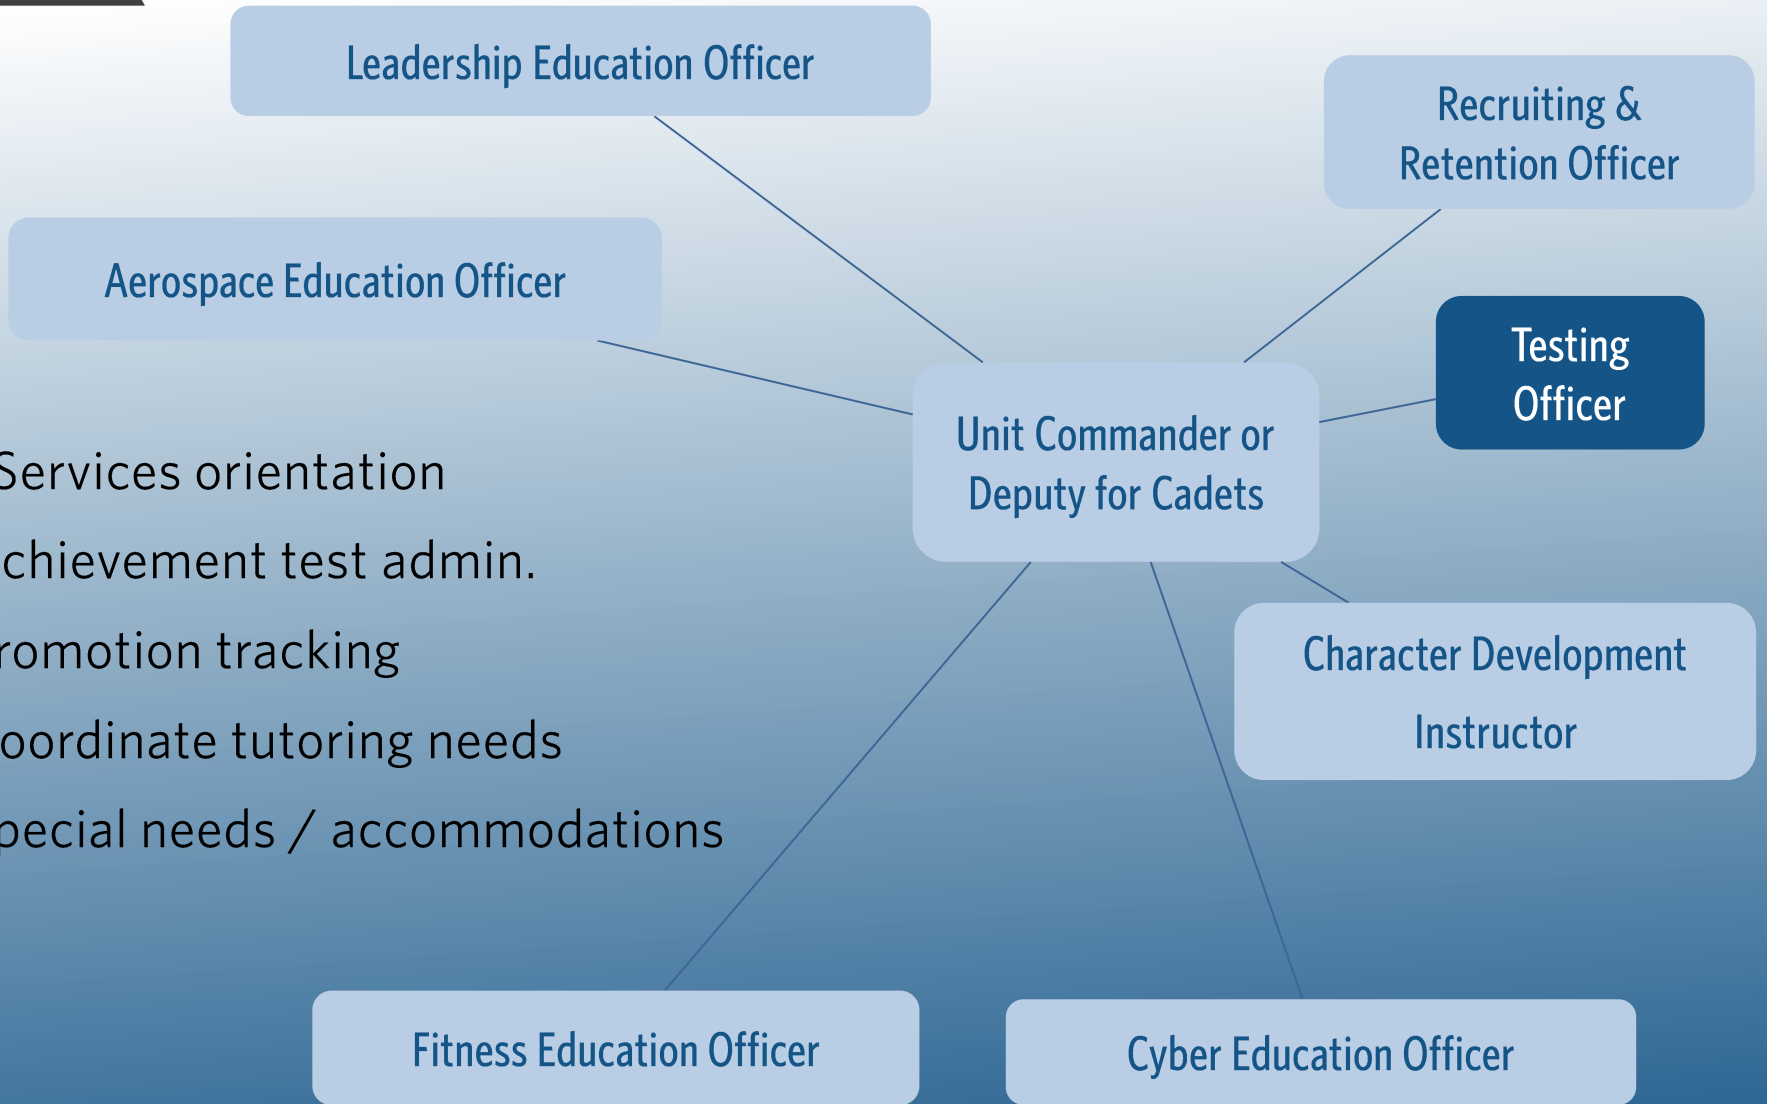 Leadership Education Officer
Recruiting &
Retention Officer
Aerospace Education Officer
Testing
Officer
Unit Commander or
Deputy for Cadets
Services orientation
chievement test admin.
romotion tracking
oordinate tutoring needs
pecial needs / accommodations
Character Development
Instructor
Fitness Education Officer
Cyber Education Officer